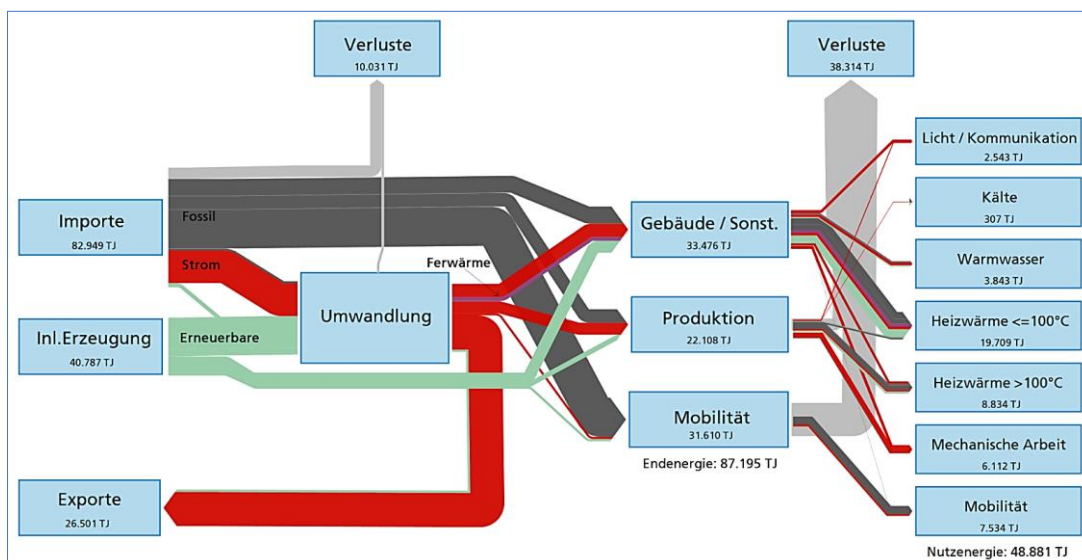 Verluste
10.031 TJ
Verluste
38.314 TJ
Licht / Kommunikation
2.543 TJ
Kälte
307 TJ
Importe
82.949 TJ
Fossil
Gebäude / Sonst.
33.476 TJ
Warmwasser
3.843 TJ
Strom
Ferwärme
Umwandlung
Produktion
22.108 TJ
Heizwärme <=100°C
19.709 TJ
Inl.Erzeugung
40.787 TJ
Erneuerbare
Heizwärme >100°C
8.834 TJ
Mobilität
31.610 TJ
Mechanische Arbeit
6.112 TJ
Endenergie: 87.195 TJ
Exporte
26.501 TJ
Mobilität
7.534 TJ
Nutzenergie: 48.881 TJ